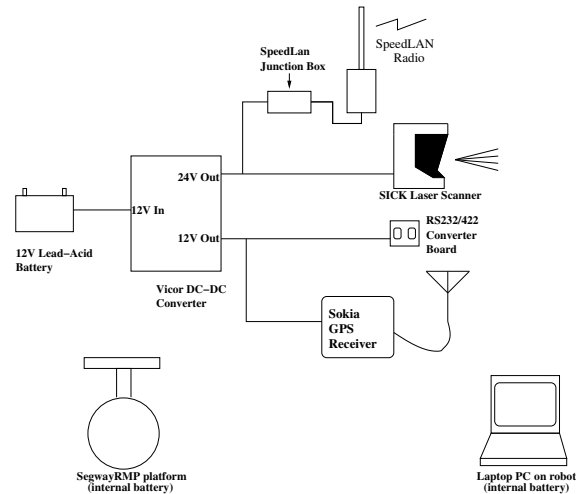 SpeedLan
Junction Box
SpeedLAN
Radio
24V Out
SICK Laser Scanner
12V In
12V Out
RS232/422
Converter
Board
12V Lead−Acid
Battery
Vicor DC−DC
Converter
Sokia
GPS
Receiver
SegwayRMP platform
(internal battery)
Laptop PC on robot
(internal battery)